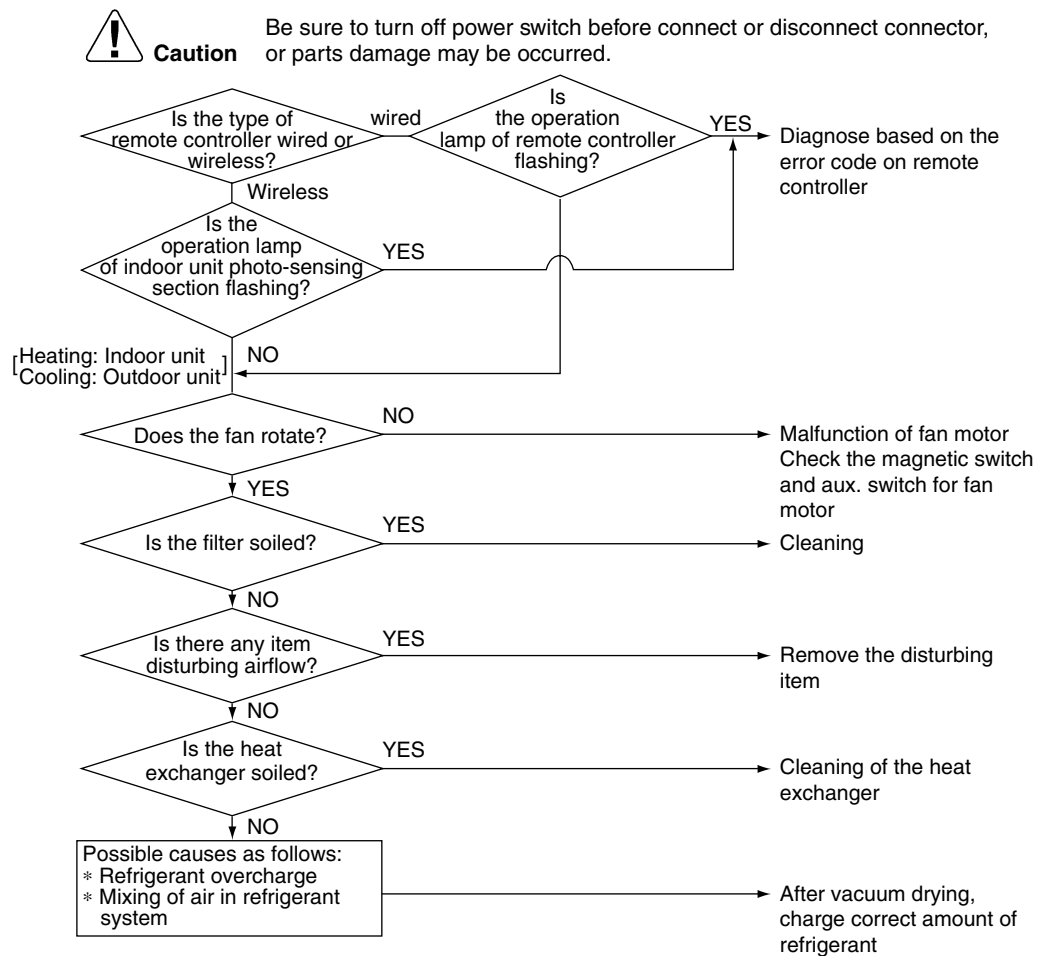 Be sure to turn off power switch before connect or disconnect connector,
! Caution or parts damage may be occurred.
Is the type of
remote controller wired or
wireless?
wired
Is
the operation
lamp of remote controller
flashing?
YES
Diagnose based on the
error code on remote
controller
Wireless
Is the
operation lamp
of indoor unit photo-sensing
section flashing?
YES
NO
[Heating: Indoor unit
Cooling: Outdoor unit]
Does the fan rotate?
NO
Malfunction of fan motor
Check the magnetic switch
and aux. switch for fan
motor
YES
Is the filter soiled?
YES
Cleaning
NO
Is there any item
disturbing airflow?
YES
Remove the disturbing
item
NO
Is the heat
exchanger soiled?
YES
Cleaning of the heat
exchanger
NO
Possible causes as follows:
* Refrigerant overcharge
* Mixing of air in refrigerant
system
After vacuum drying,
charge correct amount of
refrigerant